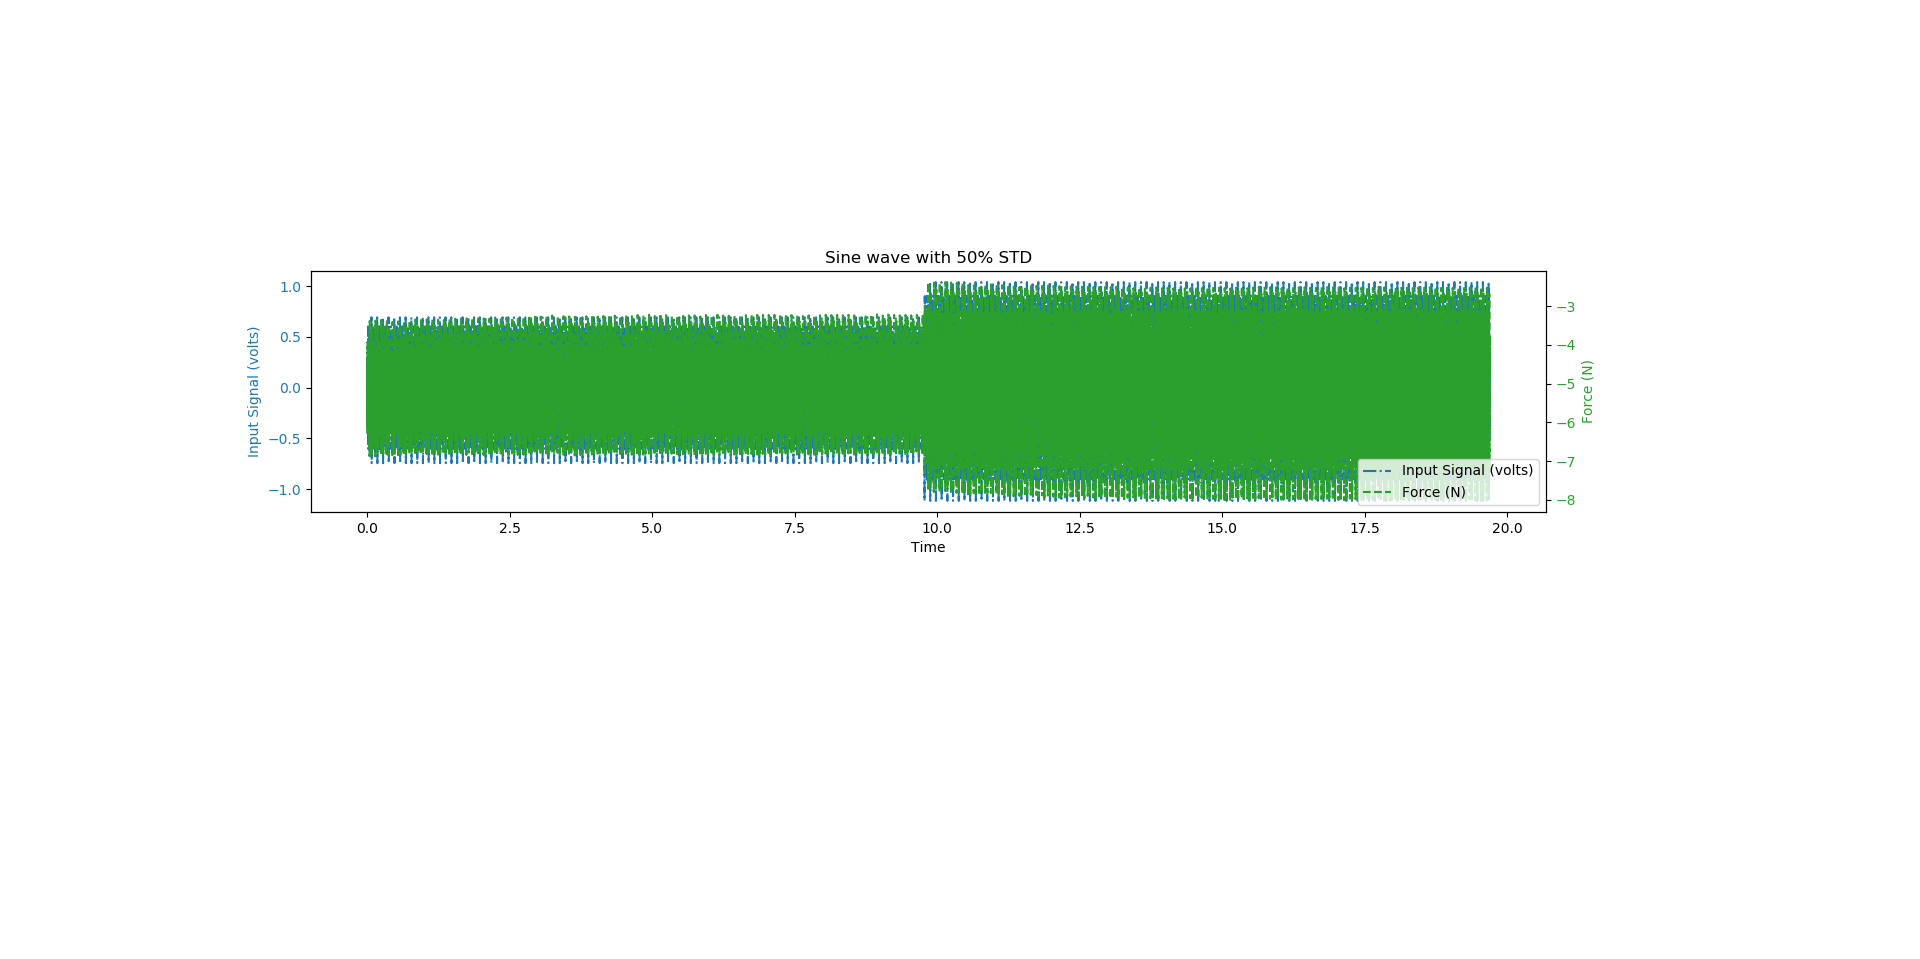 Sine wave with 50% STD
1.0
0.5
0.0
−0.5
−1.0
Input Signal (volts)
−3
−4
−5
−6
−7
−8
Force (N)
Input Signal (volts)
Force (N)
0.0 2.5 5.0 7.5 10.0 12.5 15.0 17.5 20.0
Time